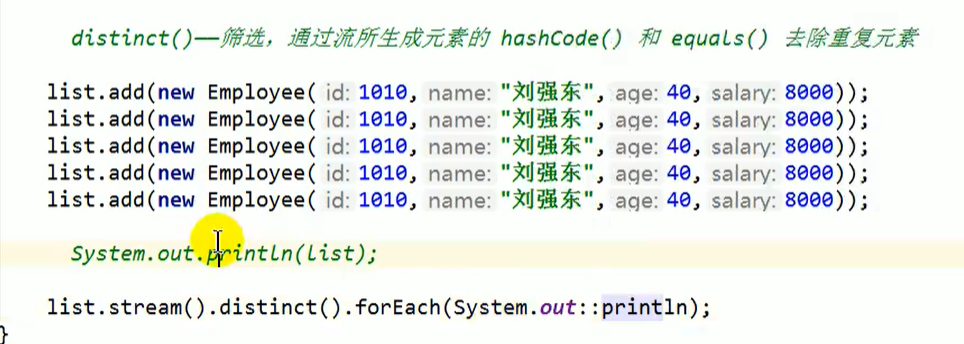 distinct()——筛选，通过流所生成元素的 hashCode() 和 equals() 去除重复元素
list.add(new Employee( id: 1010, name: "刘强东", age: 40, salary: 8000));
list.add(new Employee( id: 1010, name: "刘强东", age: 40, salary: 8000));
list.add(new Employee( id: 1010, name: "刘强东", age: 40, salary: 8000));
list.add(new Employee( id: 1010, name: "刘强东", age: 40, salary: 8000));
list.add(new Employee( id: 1010, name: "刘强东", age: 40, salary: 8000));
System.out.println(list);
list.stream().distinct().forEach(System.out::println);
}